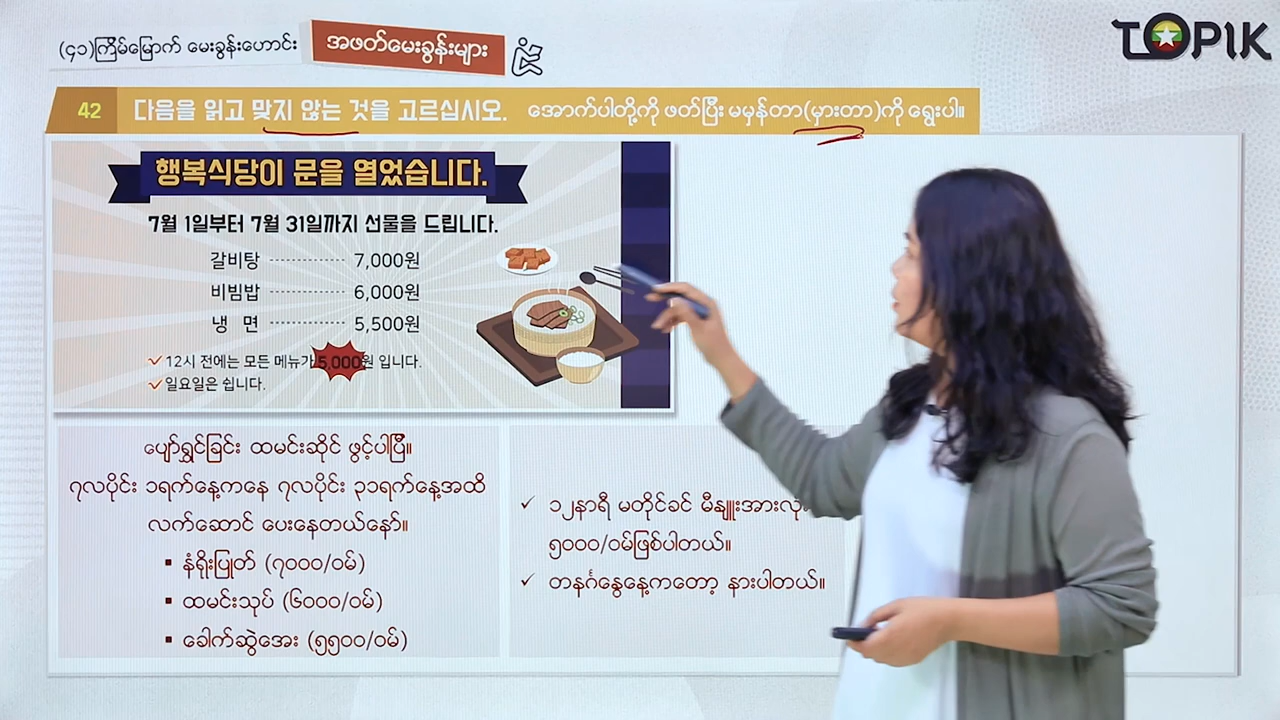 (၄၁)ကြိမ်မြောက် မေးခွန်းဟောင်း
အဖတ်မေးခွန်းများ
TOPIK
42 다음을 읽고 맞지 않는 것을 고르십시오. အောက်ပါတို့ကို ဖတ်ပြီး မမှန်တာ(မှားတာ)ကို ရွေးပါ။
행복식당이 문을 열었습니다.
7월 1일부터 7월 31일까지 선물을 드립니다.
갈비탕 ············ 7,000원
비빔밥 ············ 6,000원
냉 면 ············ 5,500원
✓ 12시 전에는 모든 메뉴가 5,000원 입니다.
✓ 일요일은 쉽니다.
ပျော်ရွှင်ခြင်း ထမင်းဆိုင် ဖွင့်ပါပြီ။
၇လပိုင်း ၁ရက်နေ့ကနေ ၇လပိုင်း ၃၁ရက်နေ့အထိ
လက်ဆောင် ပေးနေတယ်နော်။
▪ နံရိုးပြုတ် (၇၀၀၀/ဝမ်)
▪ ထမင်းသုပ် (၆၀၀၀/ဝမ်)
▪ ခေါက်ဆွဲအေး (၅၅၀၀/ဝမ်)
✓ ၁၂နာရီ မတိုင်ခင် မီနျူးအားလုံး
၅၀၀၀/ဝမ်ဖြစ်ပါတယ်။
✓ တနင်္ဂနွေနေ့ကတော့ နားပါတယ်။